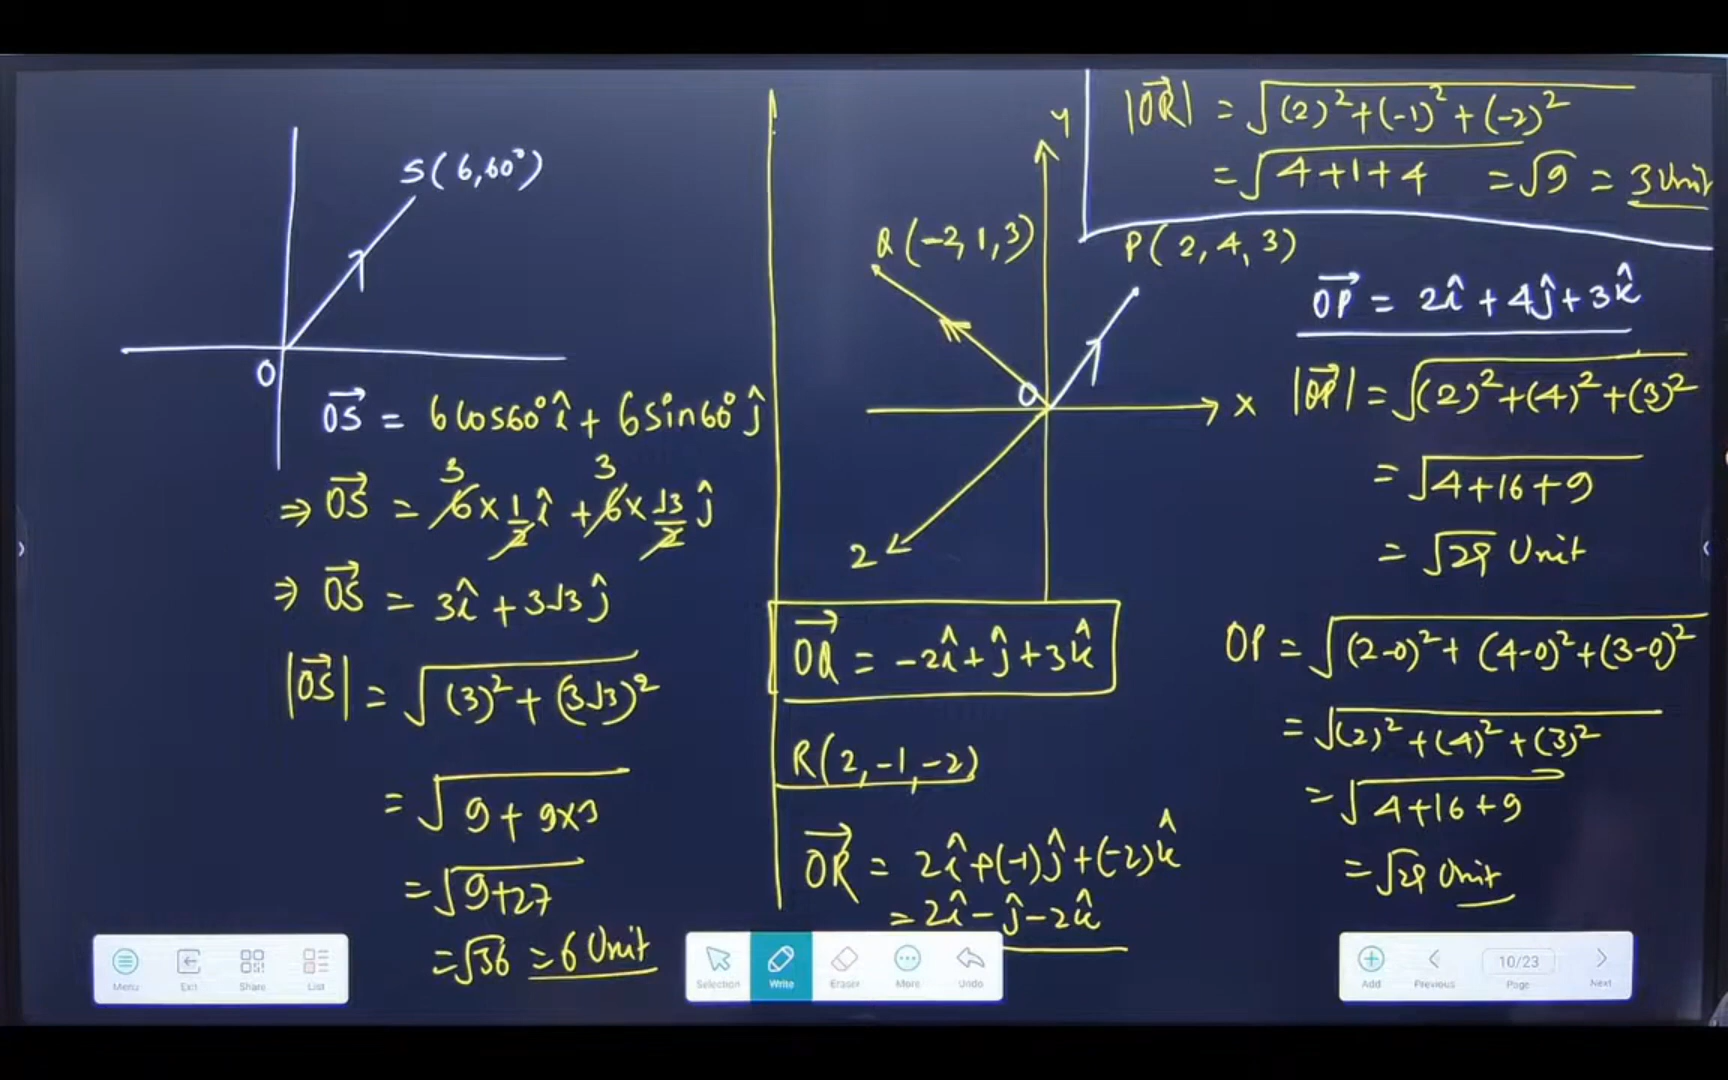 S(6,60°)
O
→OS = 6cos60° î + 6sin60° ĵ
⇒ →OS = 6×1/2 î + 6×√3/2 ĵ
3 3
⇒ →OS = 3î + 3√3 ĵ
|→OS| = √(3)² + (3√3)²
= √9 + 9×3
= √9+27
= √36 = 6 Unit
Y
Q(-2,1,3)
P(2,4,3)
O
X
Z
→OQ = -2î + ĵ + 3k̂
R(2,-1,-2)
→OR = 2î + (-1)ĵ + (-2)k̂
= 2î - ĵ - 2k̂
|→OR| = √(2)² + (-1)² + (-2)²
= √4+1+4 = √9 = 3 Unit
→OP = 2î + 4ĵ + 3k̂
|→OP| = √(2)² + (4)² + (3)²
= √4+16+9
= √29 Unit
OP = √(2-0)² + (4-0)² + (3-0)²
= √(2)² + (4)² + (3)²
= √4+16+9
= √29 Unit
Menu Exit Share List
Selection Write Eraser More Undo
Add Previous 10/23 Page Next